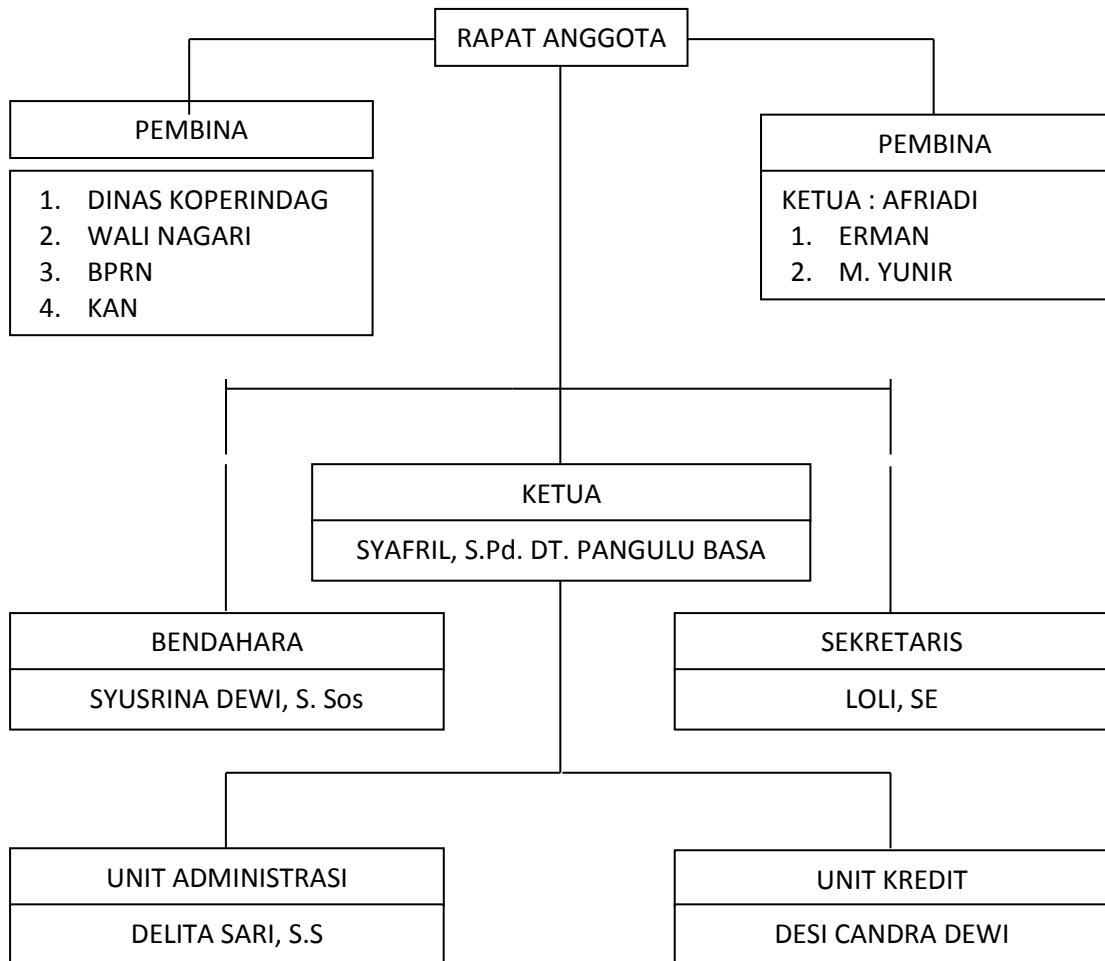 RAPAT ANGGOTA
PEMBINA
1. DINAS KOPERINDAG
2. WALI NAGARI
3. BPRN
4. KAN
PEMBINA
KETUA : AFRIADI
1. ERMAN
2. M. YUNIR
KETUA
SYAFRIL, S.Pd. DT. PANGULU BASA
BENDAHARA
SYUSRINA DEWI, S. Sos
SEKRETARIS
LOLI, SE
UNIT ADMINISTRASI
DELITA SARI, S.S
UNIT KREDIT
DESI CANDRA DEWI